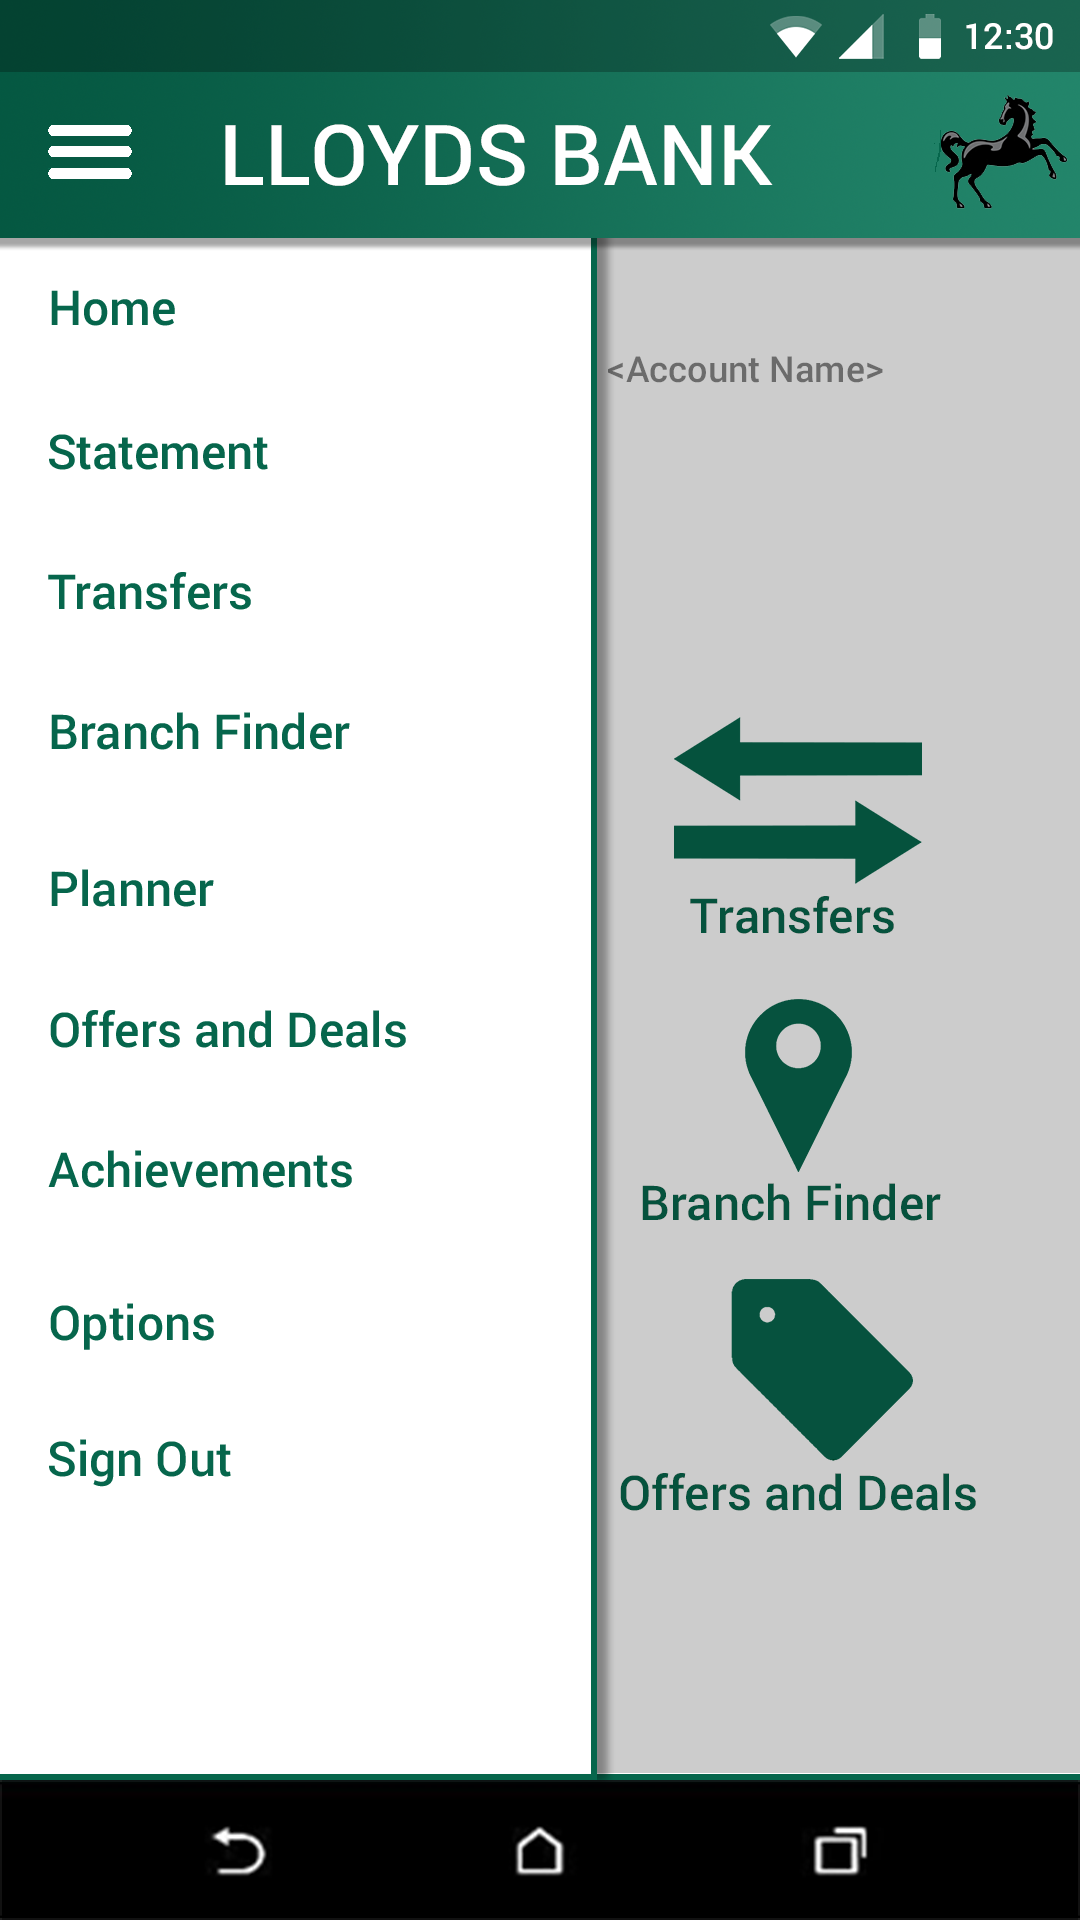 12:30
LLOYDS BANK
Home
<Account Name>
Statement
Transfers
Branch Finder
Planner
Offers and Deals
Achievements
Options
Sign Out
Transfers
Branch Finder
Offers and Deals